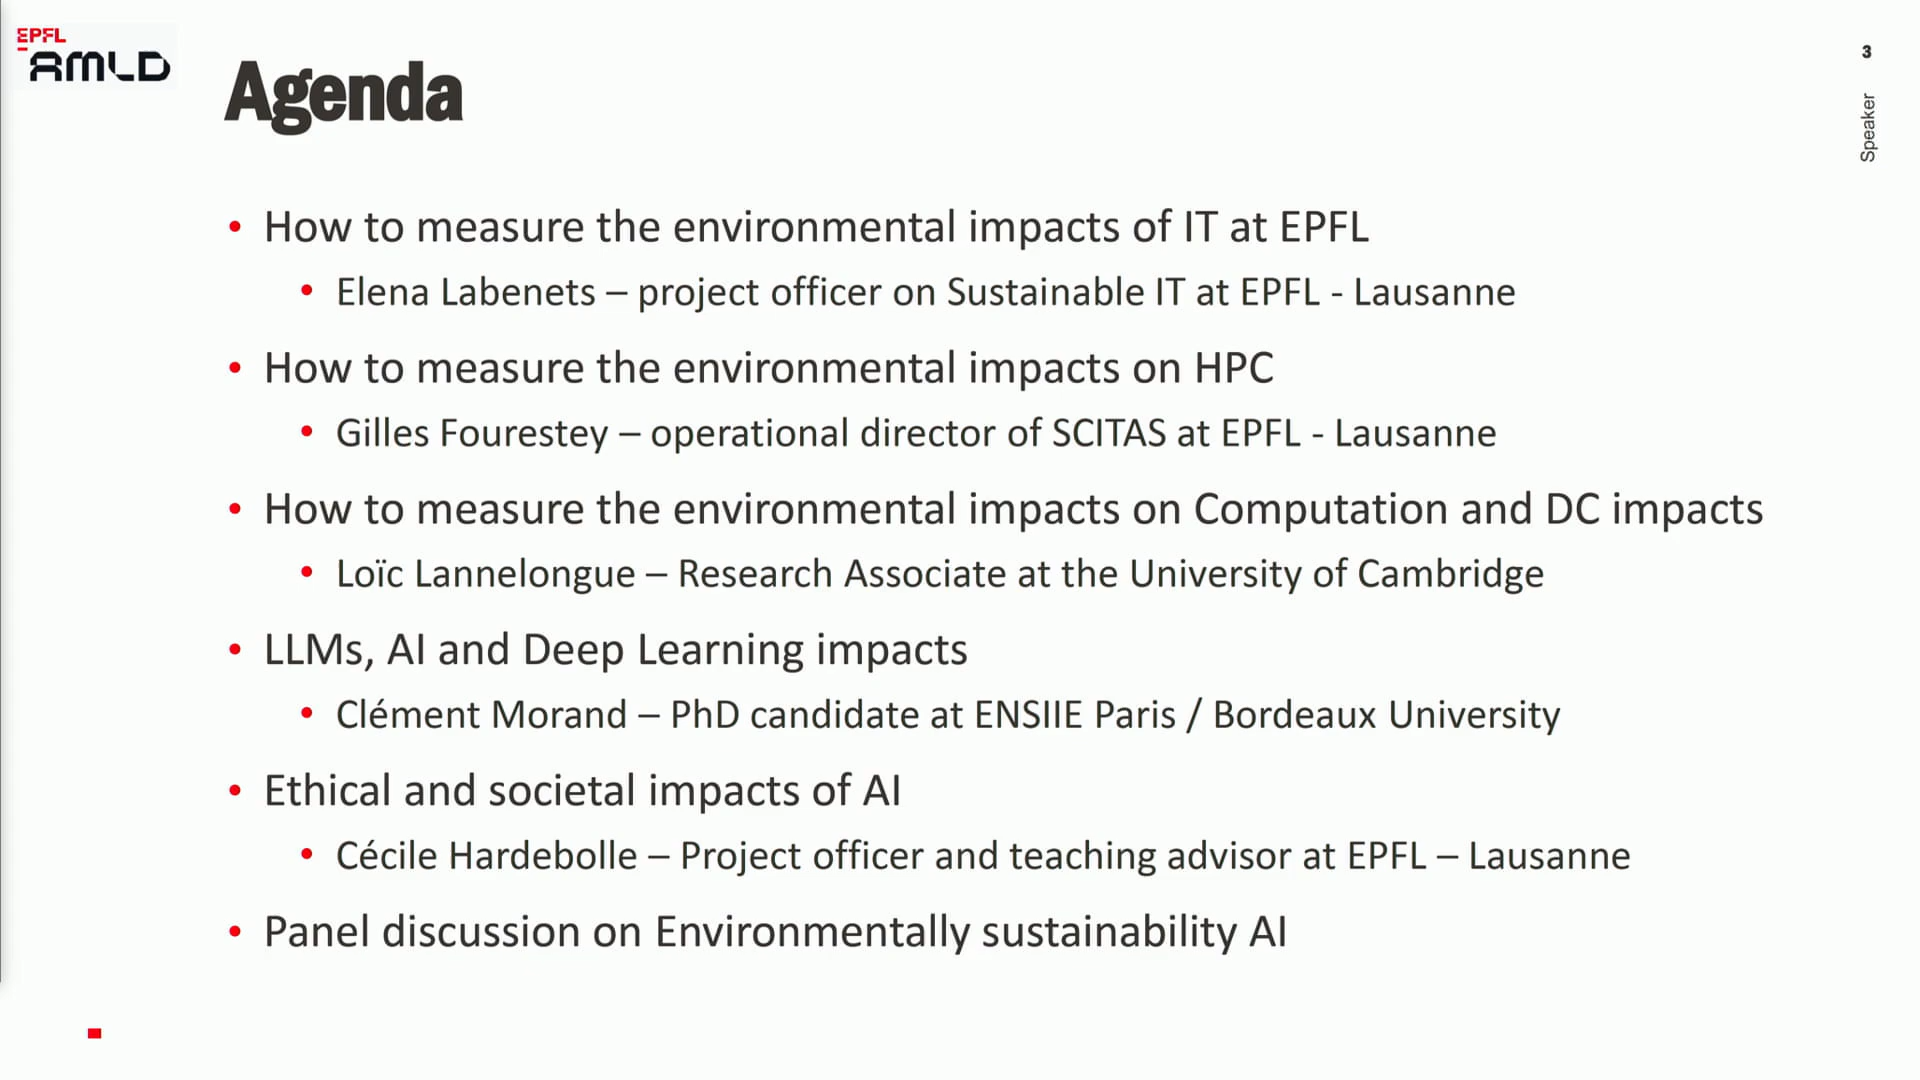 EPFL
AMLD
Agenda
3
Speaker
• How to measure the environmental impacts of IT at EPFL
• Elena Labenets – project officer on Sustainable IT at EPFL - Lausanne
• How to measure the environmental impacts on HPC
• Gilles Fourestey – operational director of SCITAS at EPFL - Lausanne
• How to measure the environmental impacts on Computation and DC impacts
• Loïc Lannelongue – Research Associate at the University of Cambridge
• LLMs, AI and Deep Learning impacts
• Clément Morand – PhD candidate at ENSIIE Paris / Bordeaux University
• Ethical and societal impacts of AI
• Cécile Hardebolle – Project officer and teaching advisor at EPFL – Lausanne
• Panel discussion on Environmentally sustainability AI